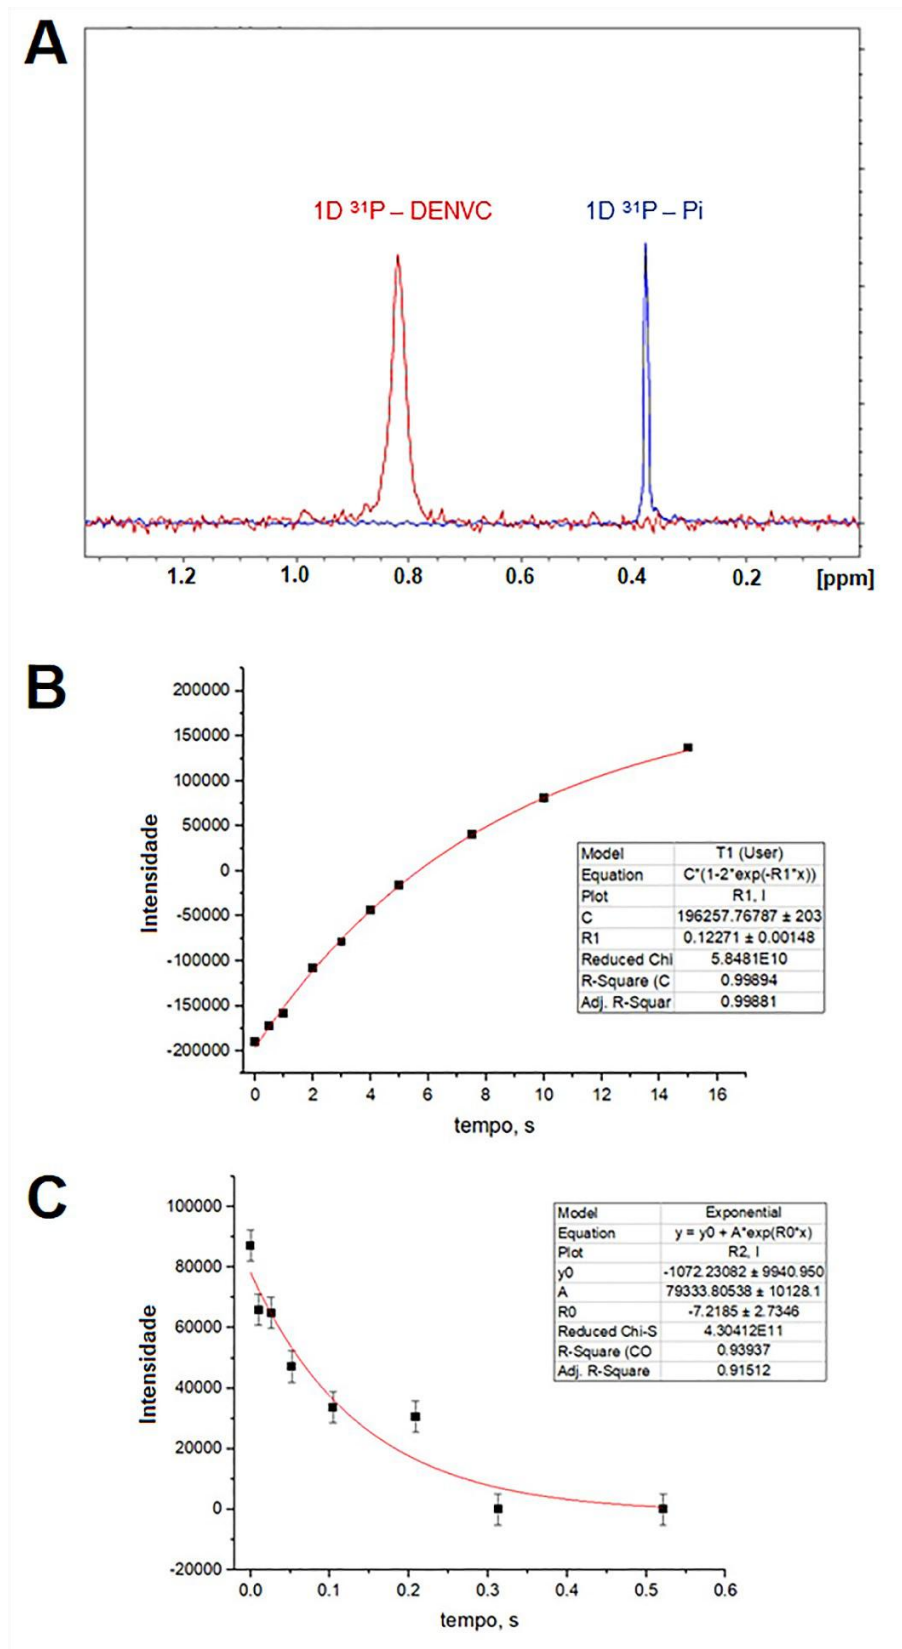 A
1D ³¹P – DENVC
1D ³¹P – Pi
1.2
1.0
0.8
0.6
0.4
0.2
[ppm]
B
200000
150000
100000
50000
0
-50000
-100000
-150000
-200000
Intensidade
0
2
4
6
8
10
12
14
16
tempo, s
Model T1 (User)
Equation C*(1-2*exp(-R1*x))
Plot R1, I
C 196257.76787 ± 203
R1 0.12271 ± 0.00148
Reduced Chi 5.8481E10
R-Square (C 0.99894
Adj. R-Squar 0.99881
C
100000
80000
60000
40000
20000
0
-20000
Intensidade
0.0
0.1
0.2
0.3
0.4
0.5
0.6
tempo, s
Model Exponential
Equation y = y0 + A*exp(R0*x)
Plot R2, I
y0 -1072.23082 ± 9940.950
A 79333.80538 ± 10128.1
R0 -7.2185 ± 2.7346
Reduced Chi-S 4.30412E11
R-Square (CO 0.93937
Adj. R-Square 0.91512